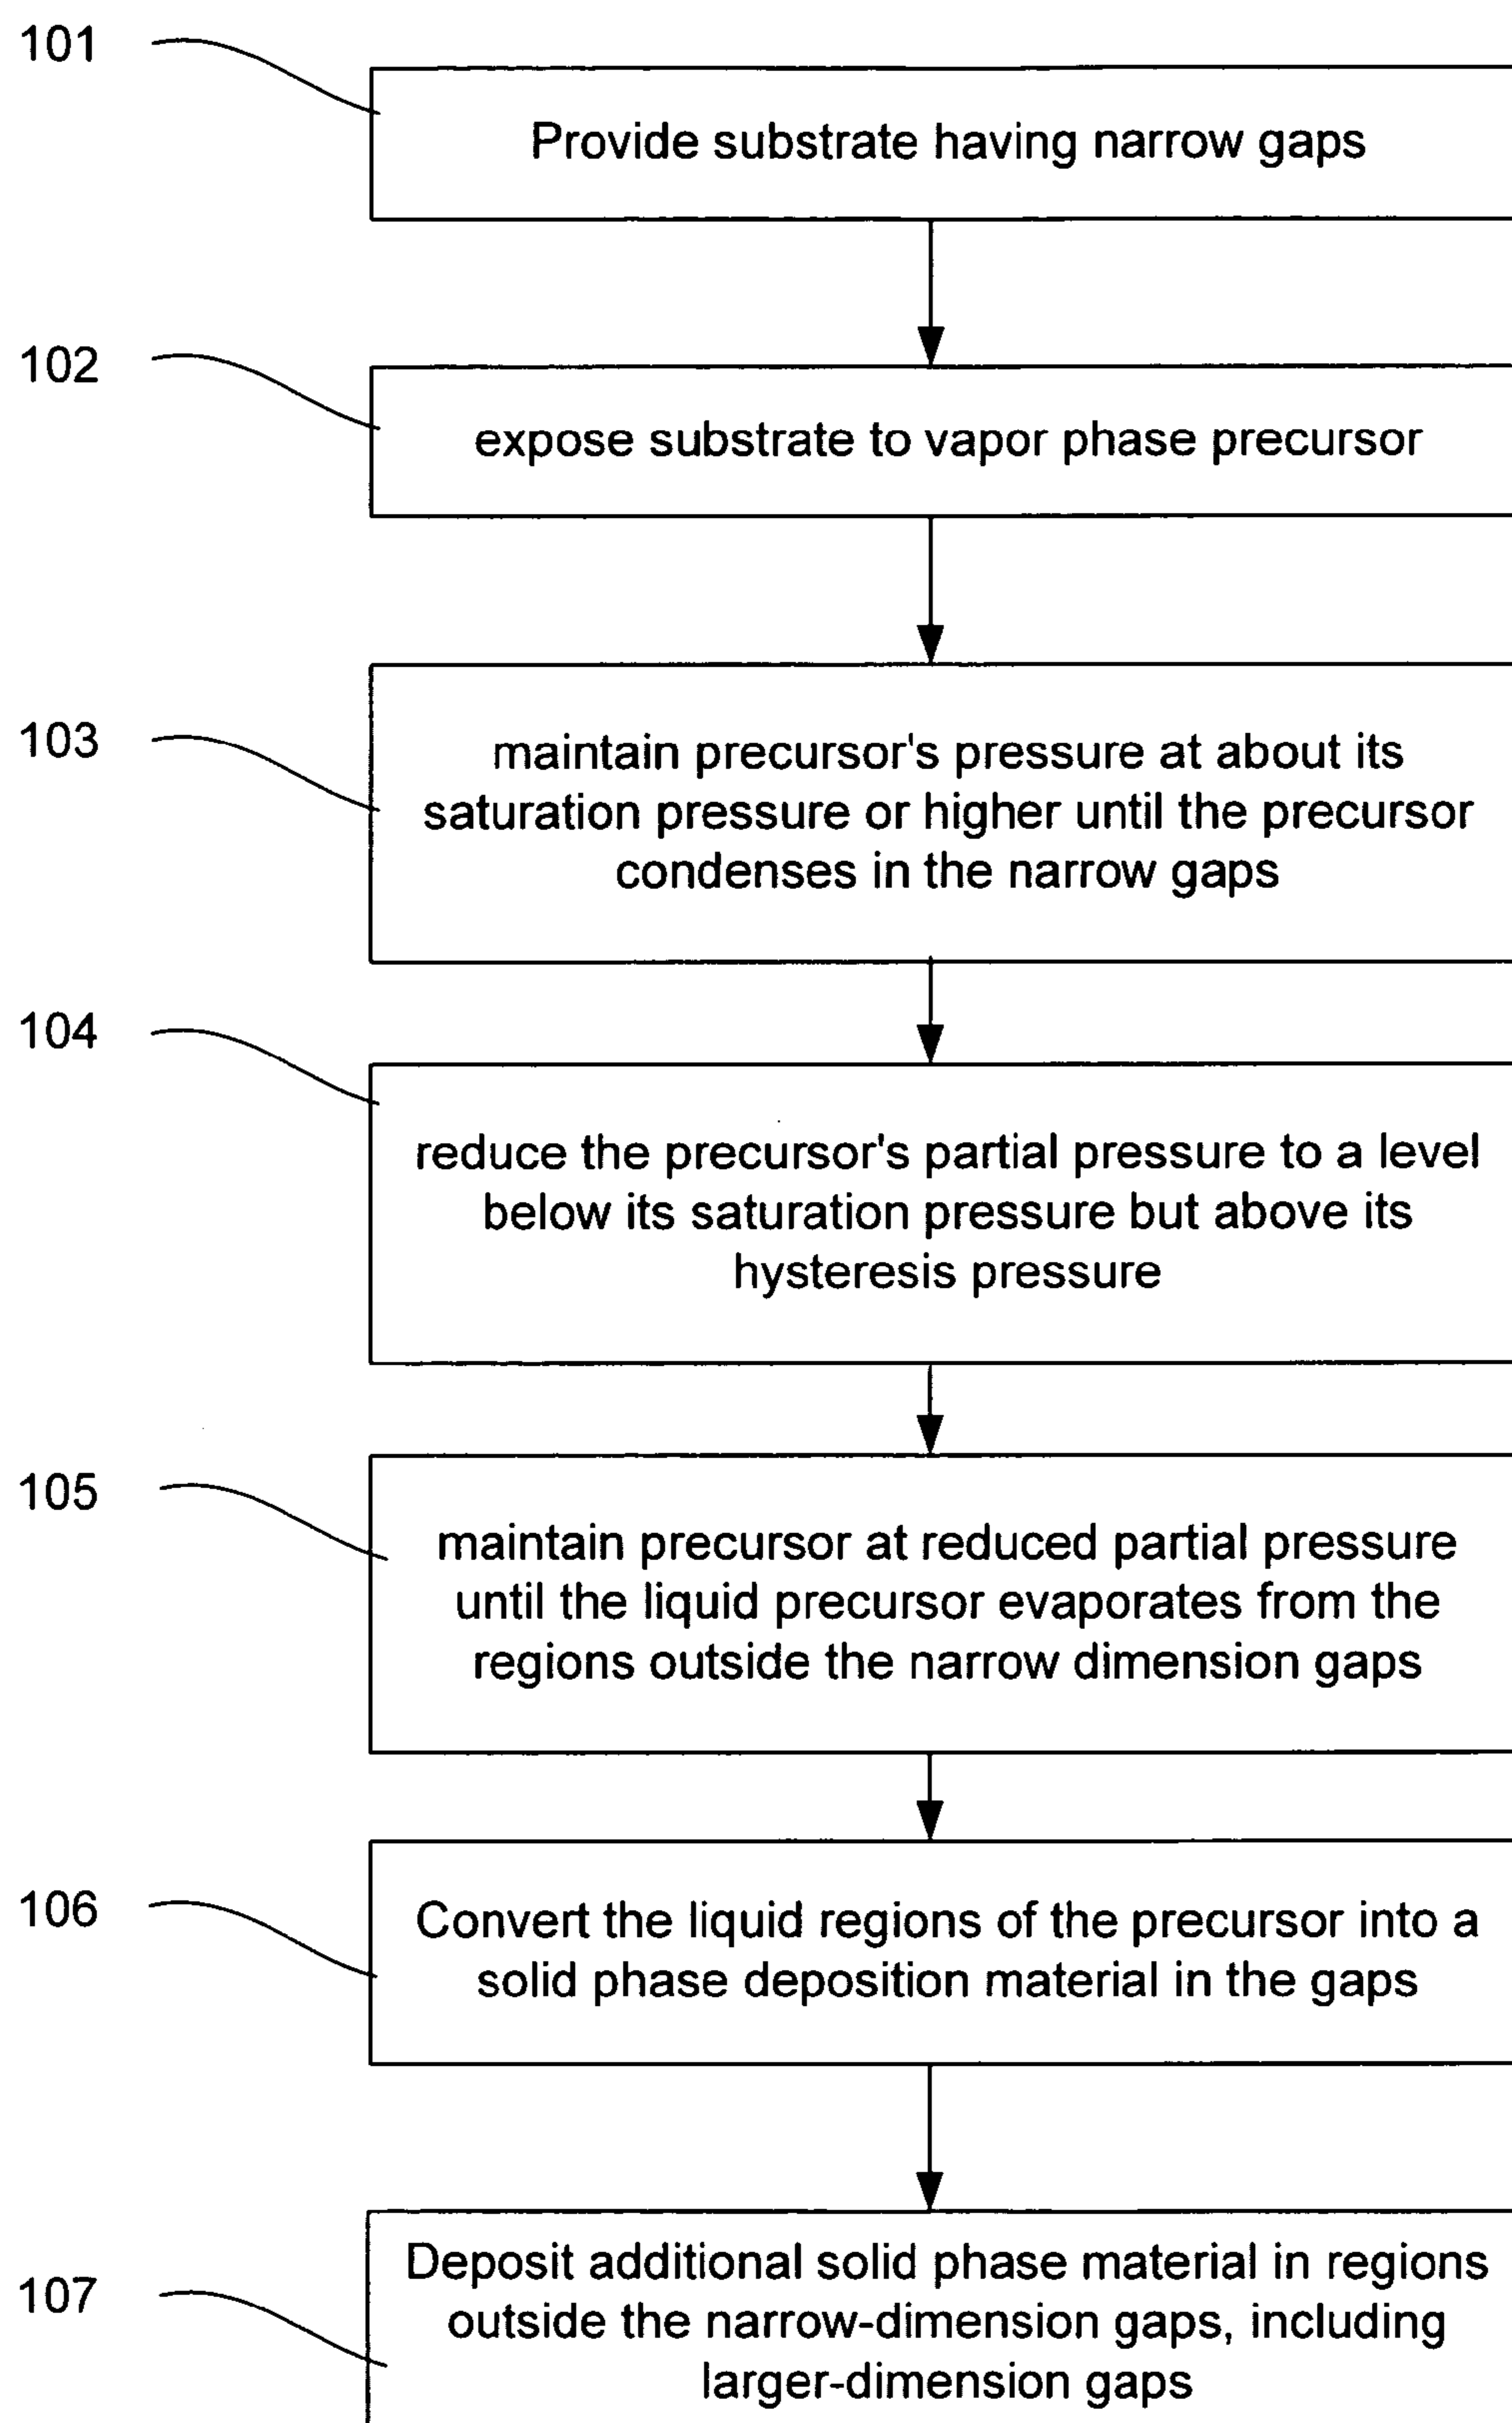 101
Provide substrate having narrow gaps
102
expose substrate to vapor phase precursor
103
maintain precursor's pressure at about its
saturation pressure or higher until the precursor
condenses in the narrow gaps
104
reduce the precursor's partial pressure to a level
below its saturation pressure but above its
hysteresis pressure
105
maintain precursor at reduced partial pressure
until the liquid precursor evaporates from the
regions outside the narrow dimension gaps
106
Convert the liquid regions of the precursor into a
solid phase deposition material in the gaps
107
Deposit additional solid phase material in regions
outside the narrow-dimension gaps, including
larger-dimension gaps